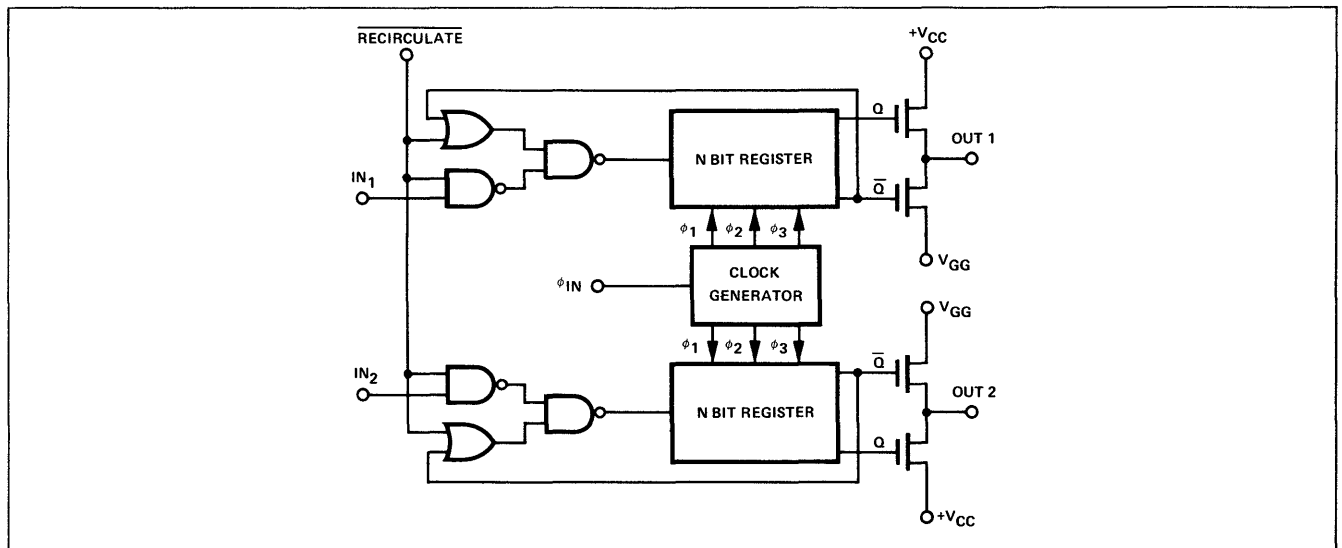 RECIRCULATE
+VCC
Q
OUT 1
N BIT REGISTER
IN1
Q̅
ϕ1 ϕ2 ϕ3
VGG
CLOCK
GENERATOR
ϕIN
VGG
ϕ1 ϕ2 ϕ3
Q̅
IN2
OUT 2
N BIT REGISTER
Q
+VCC